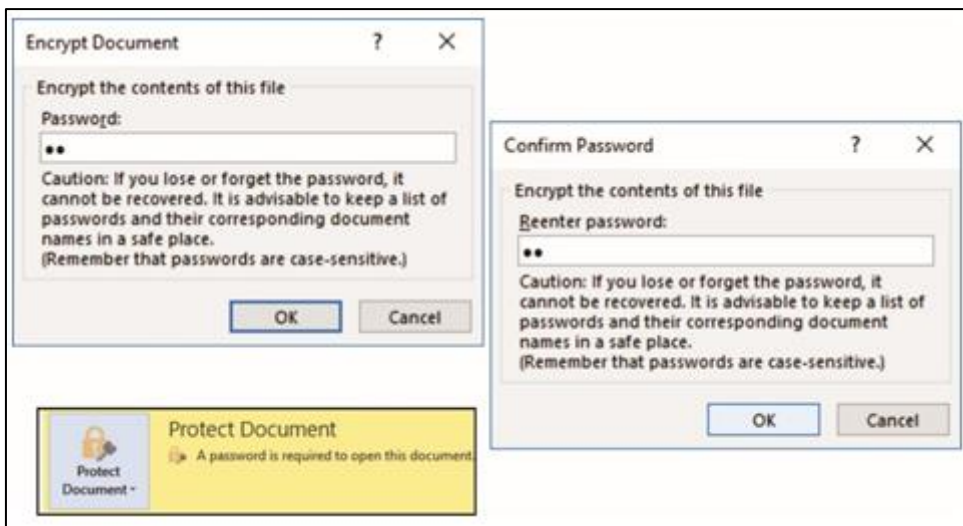 Encrypt Document ? ×
Encrypt the contents of this file
Password:
Caution: If you lose or forget the password, it
cannot be recovered. It is advisable to keep a list of
passwords and their corresponding document
names in a safe place.
(Remember that passwords are case-sensitive.)
OK Cancel
Confirm Password ? ×
Encrypt the contents of this file
Reenter password:
Caution: If you lose or forget the password, it
cannot be recovered. It is advisable to keep a list of
passwords and their corresponding document
names in a safe place.
(Remember that passwords are case-sensitive.)
OK Cancel
Protect
Document
Protect Document
A password is required to open this document.